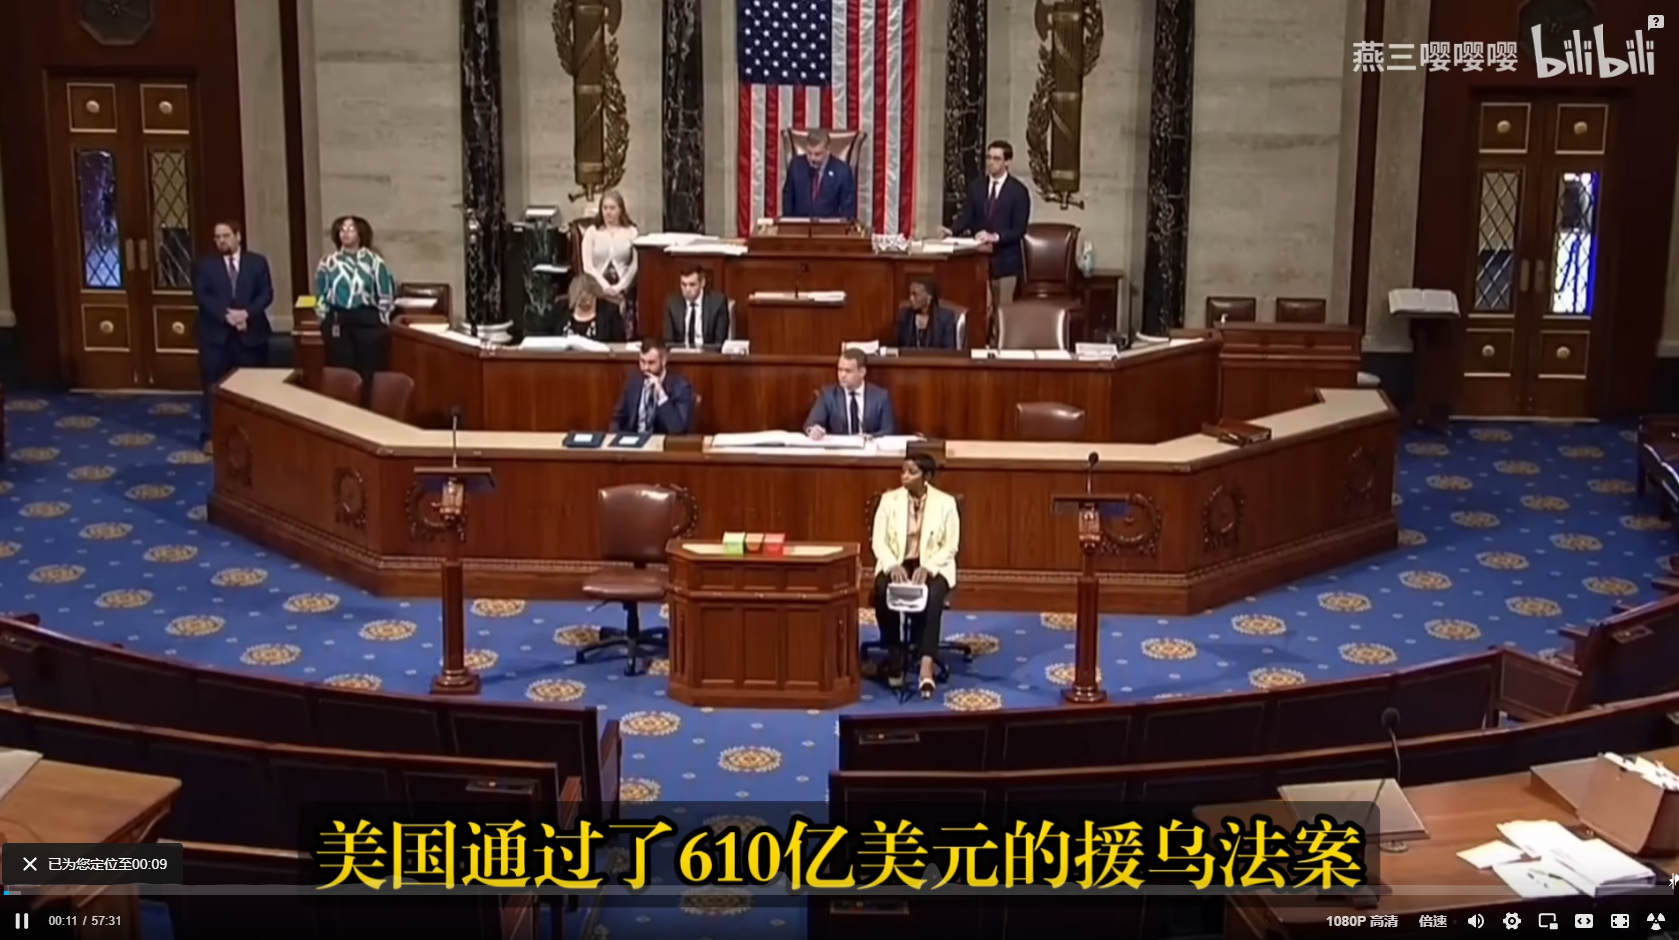 燕三嘤嘤嘤 bilibili
美国通过了610亿美元的援乌法案
已为您定位至00:09
00:11 / 57:31
1080P 高清 倍速